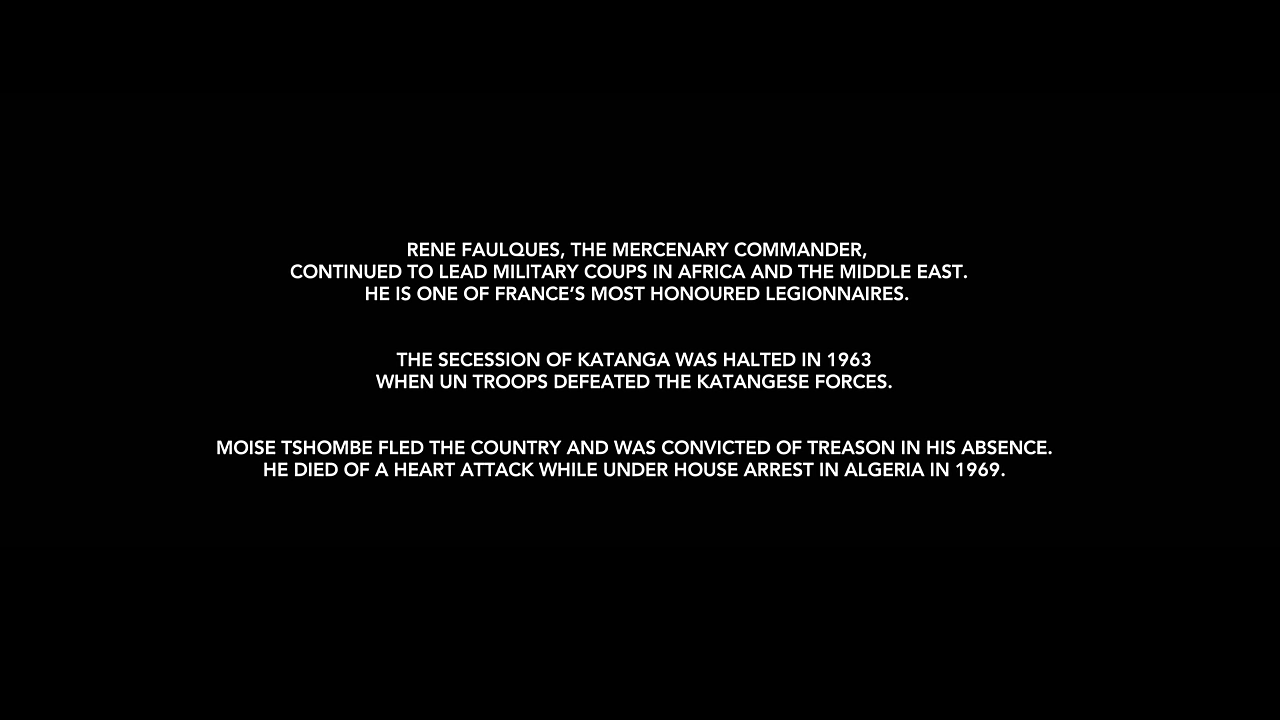 RENE FAULQUES, THE MERCENARY COMMANDER,
CONTINUED TO LEAD MILITARY COUPS IN AFRICA AND THE MIDDLE EAST.
HE IS ONE OF FRANCE'S MOST HONOURED LEGIONNAIRES.
THE SECESSION OF KATANGA WAS HALTED IN 1963
WHEN UN TROOPS DEFEATED THE KATANGESE FORCES.
MOISE TSHOMBE FLED THE COUNTRY AND WAS CONVICTED OF TREASON IN HIS ABSENCE.
HE DIED OF A HEART ATTACK WHILE UNDER HOUSE ARREST IN ALGERIA IN 1969.